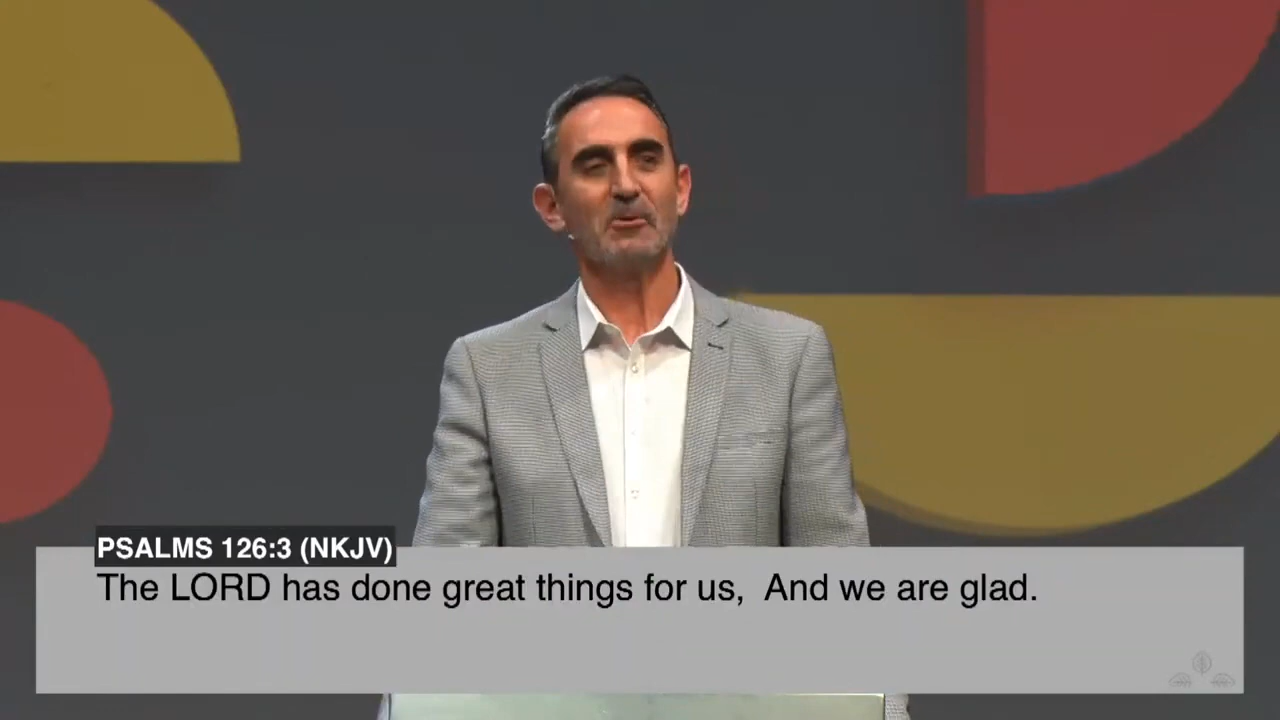 PSALMS 126:3 (NKJV)
The LORD has done great things for us,  And we are glad.